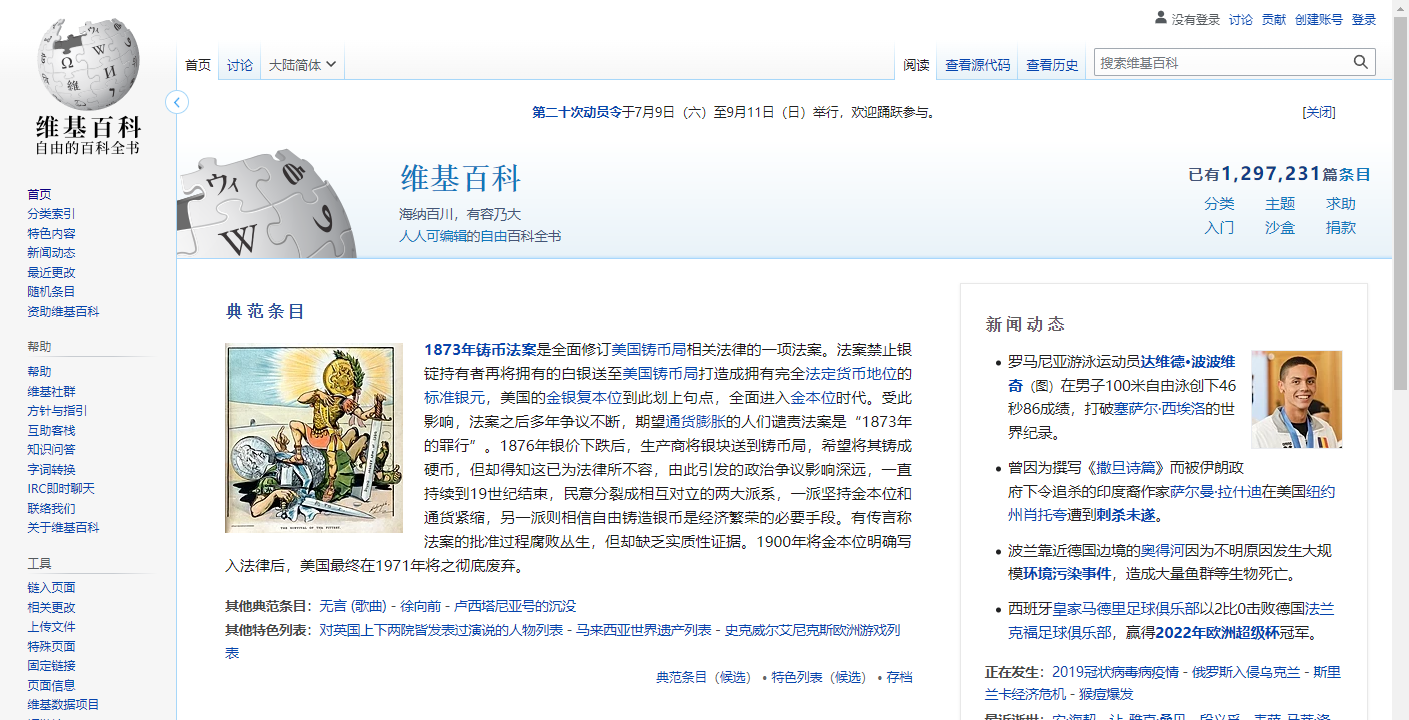 维基百科
自由的百科全书
没有登录 讨论 贡献 创建账号 登录
首页 讨论 大陆简体
阅读 查看源代码 查看历史 搜索维基百科
第二十次动员令于7月9日（六）至9月11日（日）举行，欢迎踊跃参与。 [关闭]
维基百科
海纳百川，有容乃大
人人可编辑的自由百科全书
已有1,297,231篇条目
分类 主题 求助
入门 沙盒 捐款
首页
分类索引
特色内容
新闻动态
最近更改
随机条目
资助维基百科
帮助
帮助
维基社群
方针与指引
互助客栈
知识问答
字词转换
IRC即时聊天
联络我们
关于维基百科
工具
链入页面
相关更改
上传文件
特殊页面
固定链接
页面信息
维基数据项目
典范条目
1873年铸币法案是全面修订美国铸币局相关法律的一项法案。法案禁止银
锭持有者再将拥有的白银送至美国铸币局打造成拥有完全法定货币地位的
标准银元，美国的金银复本位到此划上句点，全面进入金本位时代。受此
影响，法案之后多年争议不断，期望通货膨胀的人们谴责法案是“1873年
的罪行”。1876年银价下跌后，生产商将银块送到铸币局，希望将其铸成
硬币，但却得知这已为法律所不容，由此引发的政治争议影响深远，一直
持续到19世纪结束，民意分裂成相互对立的两大派系，一派坚持金本位和
通货紧缩，另一派则相信自由铸造银币是经济繁荣的必要手段。有传言称
法案的批准过程腐败丛生，但却缺乏实质性证据。1900年将金本位明确写
入法律后，美国最终在1971年将之彻底废弃。
其他典范条目：无言 (歌曲) - 徐向前 - 卢西塔尼亚号的沉没
其他特色列表：对英国上下两院皆发表过演说的人物列表 - 马来西亚世界遗产列表 - 史克威尔艾尼克斯欧洲游戏列
表
典范条目（候选） • 特色列表（候选） • 存档
新闻动态
罗马尼亚游泳运动员达维德·波波维
奇（图）在男子100米自由泳创下46
秒86成绩，打破塞萨尔·西埃洛的世
界纪录。
曾因为撰写《撒旦诗篇》而被伊朗政
府下令追杀的印度裔作家萨尔曼·拉什迪在美国纽约
州肖托夸遭到刺杀未遂。
波兰靠近德国边境的奥得河因为不明原因发生大规
模环境污染事件，造成大量鱼群等生物死亡。
西班牙皇家马德里足球俱乐部以2比0击败德国法兰
克福足球俱乐部，赢得2022年欧洲超级杯冠军。
正在发生：2019冠状病毒病疫情 - 俄罗斯入侵乌克兰 - 斯里
兰卡经济危机 - 猴痘爆发